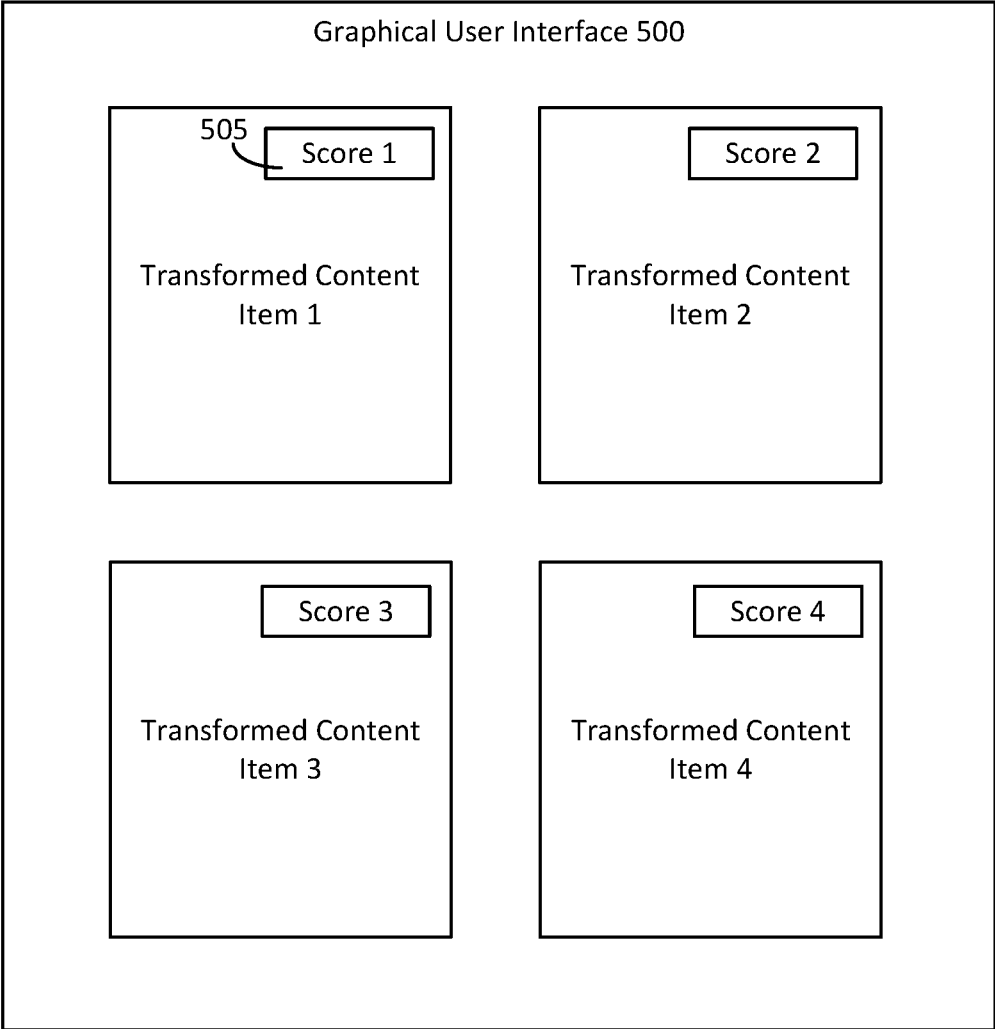 Graphical User Interface 500
505
Score 1
Transformed Content
Item 1
Score 2
Transformed Content
Item 2
Score 3
Transformed Content
Item 3
Score 4
Transformed Content
Item 4